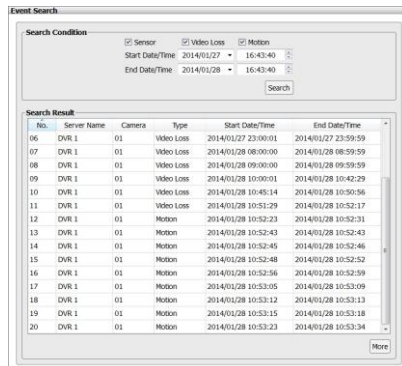 Event Search
Search Condition
Sensor Video Loss Motion
Start Date/Time 2014/01/27 16:43:40
End Date/Time 2014/01/28 16:43:40
Search
Search Result
No. Server Name Camera Type Start Date/Time End Date/Time
06 DVR 1 01 Video Loss 2014/01/27 23:00:01 2014/01/27 23:59:59
07 DVR 1 01 Video Loss 2014/01/28 08:00:00 2014/01/28 08:59:59
08 DVR 1 01 Video Loss 2014/01/28 09:00:00 2014/01/28 09:59:59
09 DVR 1 01 Video Loss 2014/01/28 10:00:01 2014/01/28 10:42:29
10 DVR 1 01 Video Loss 2014/01/28 10:45:14 2014/01/28 10:50:56
11 DVR 1 01 Video Loss 2014/01/28 10:51:29 2014/01/28 10:52:17
12 DVR 1 01 Motion 2014/01/28 10:52:23 2014/01/28 10:52:31
13 DVR 1 01 Motion 2014/01/28 10:52:43 2014/01/28 10:52:43
14 DVR 1 01 Motion 2014/01/28 10:52:45 2014/01/28 10:52:46
15 DVR 1 01 Motion 2014/01/28 10:52:48 2014/01/28 10:52:52
16 DVR 1 01 Motion 2014/01/28 10:52:56 2014/01/28 10:52:59
17 DVR 1 01 Motion 2014/01/28 10:53:05 2014/01/28 10:53:09
18 DVR 1 01 Motion 2014/01/28 10:53:12 2014/01/28 10:53:13
19 DVR 1 01 Motion 2014/01/28 10:53:15 2014/01/28 10:53:18
20 DVR 1 01 Motion 2014/01/28 10:53:23 2014/01/28 10:53:34
More